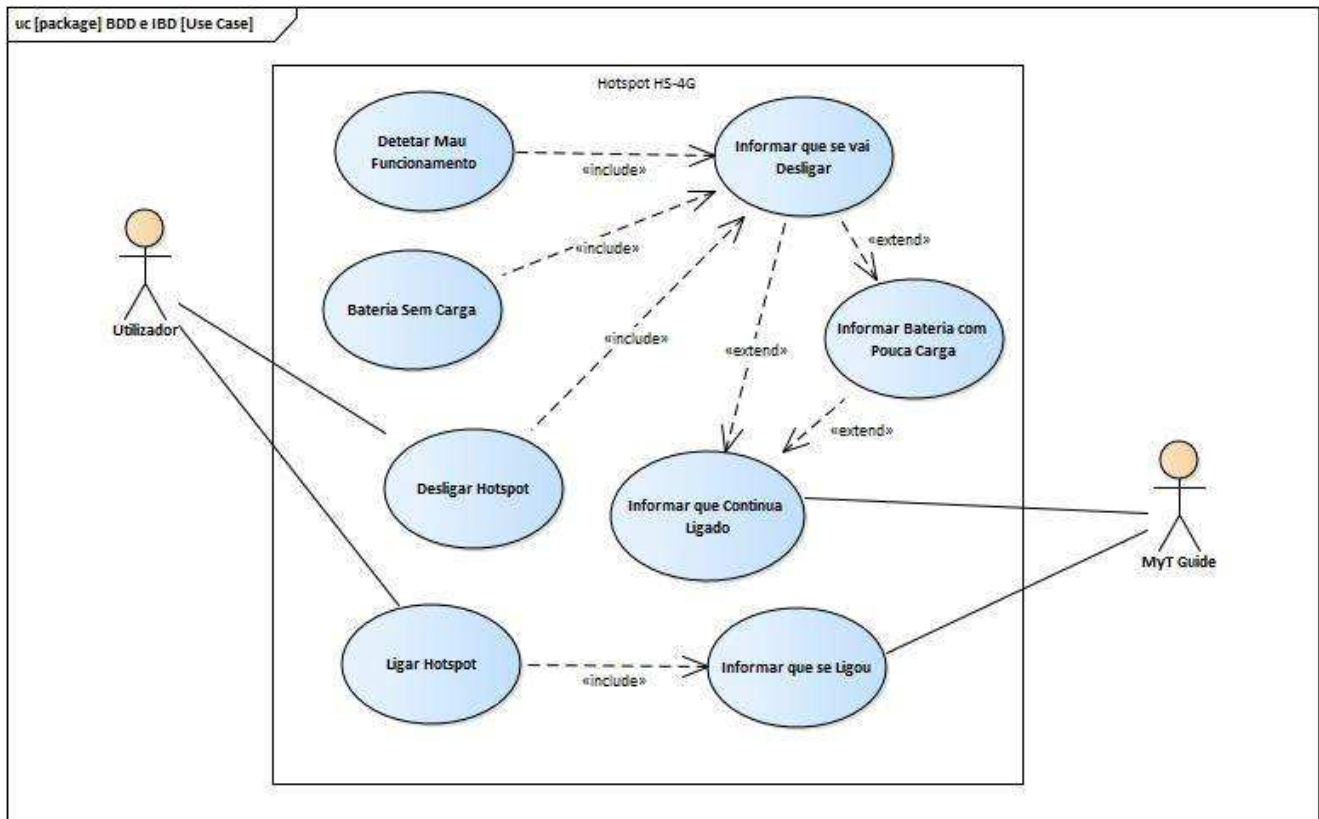 uc [package] BDD e IBD [Use Case]
Hotspot HS-4G
Detetar Mau
Funcionamento
«include»
Informar que se vai
Desligar
«include»
«extend»
Bateria Sem Carga
Utilizador
«include»
«extend»
Informar Bateria com
Pouca Carga
«extend»
Desligar Hotspot
Informar que Continua
Ligado
MyT Guide
Ligar Hotspot
«include»
Informar que se Ligou